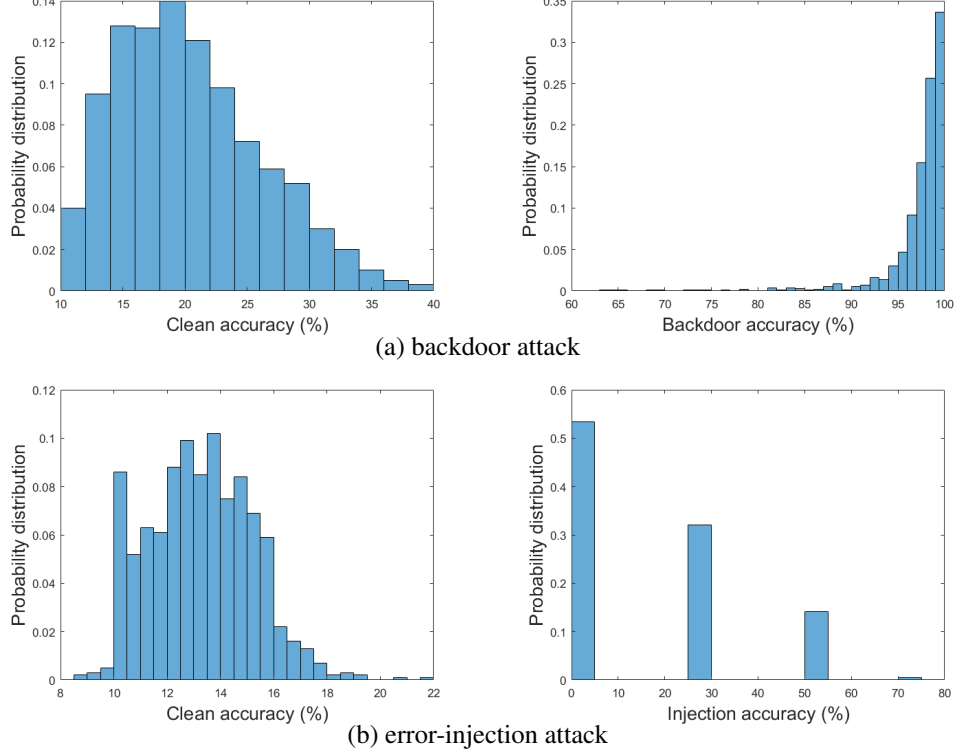 0.14
0.12
0.1
0.08
0.06
0.04
0.02
0
Probability distribution
10 15 20 25 30 35 40
Clean accuracy (%)
0.35
0.3
0.25
0.2
0.15
0.1
0.05
0
Probability distribution
60 65 70 75 80 85 90 95 100
Backdoor accuracy (%)
(a) backdoor attack
0.12
0.1
0.08
0.06
0.04
0.02
0
Probability distribution
8 10 12 14 16 18 20 22
Clean accuracy (%)
0.6
0.5
0.4
0.3
0.2
0.1
0
Probability distribution
0 10 20 30 40 50 60 70 80
Injection accuracy (%)
(b) error-injection attack